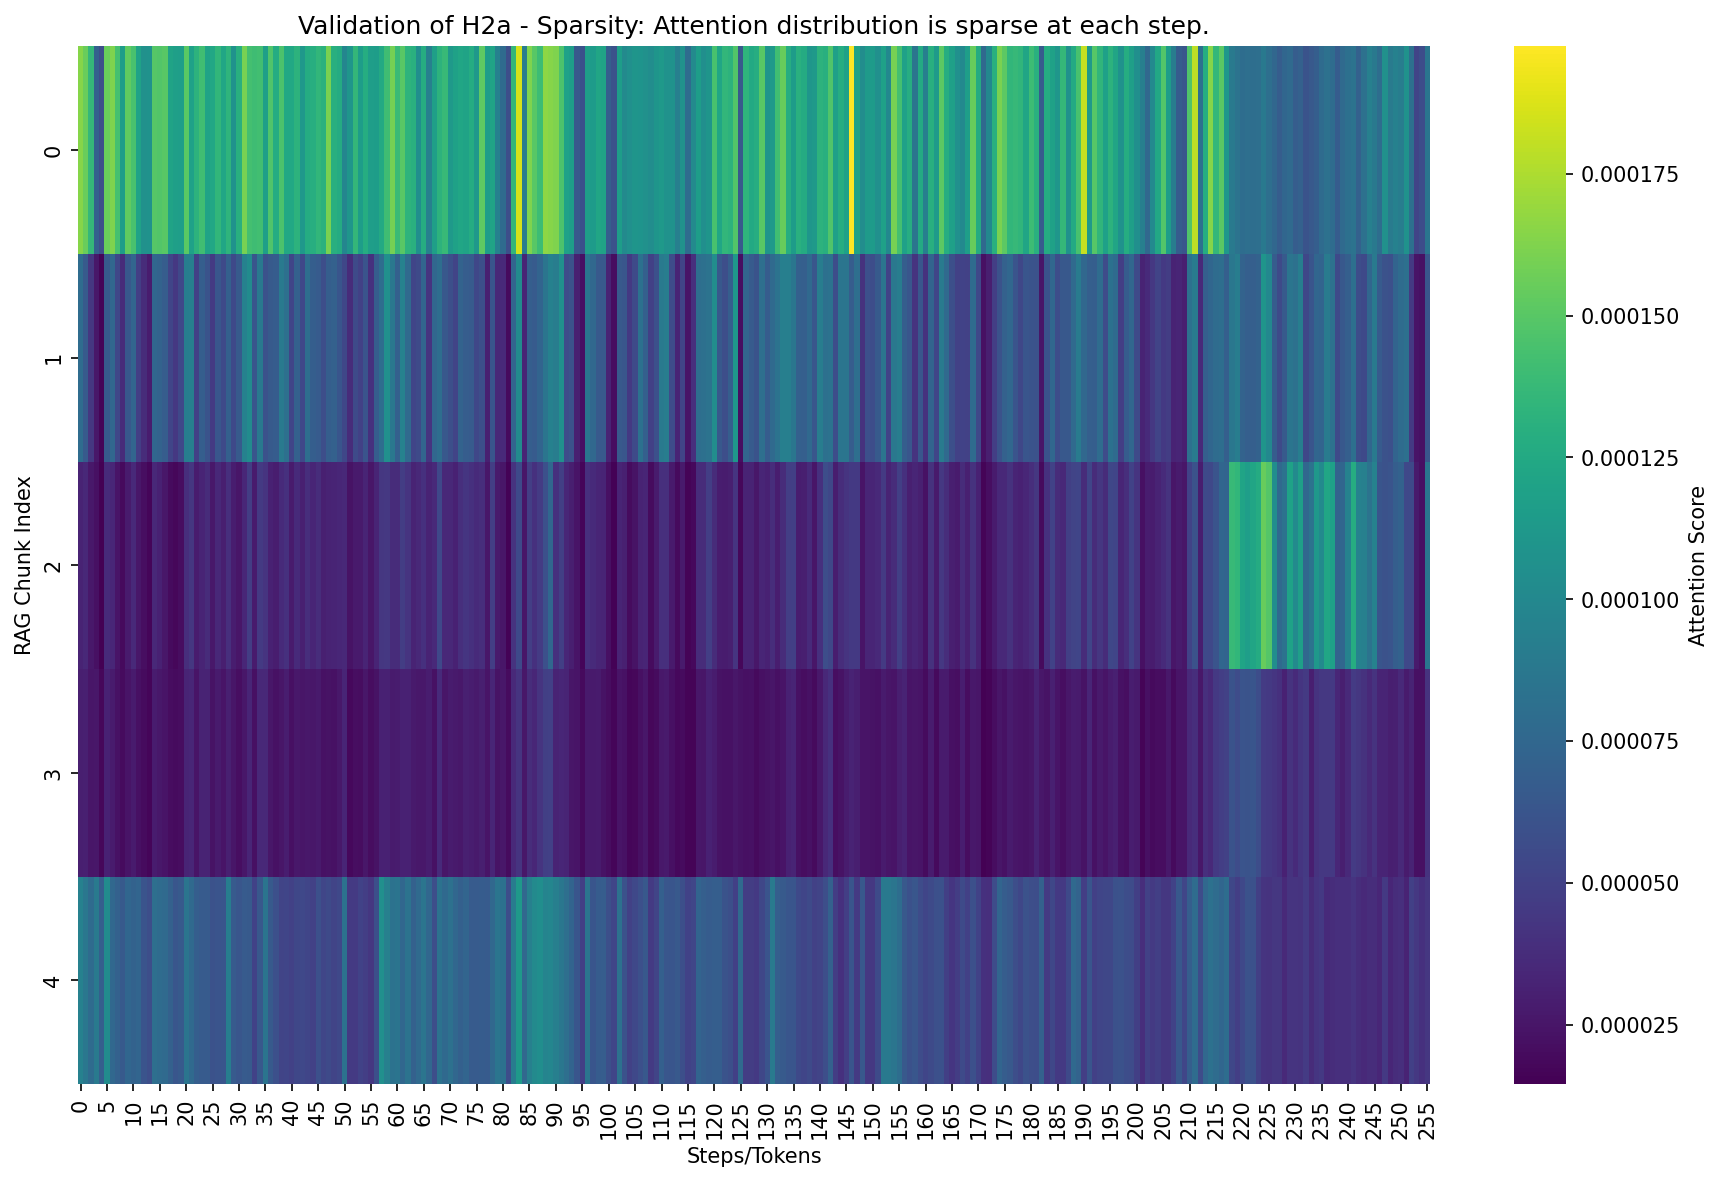 Validation of H2a - Sparsity: Attention distribution is sparse at each step.
RAG Chunk Index
0
1
2
3
4
0 5 10 15 20 25 30 35 40 45 50 55 60 65 70 75 80 85 90 95 100 105 110 115 120 125 130 135 140 145 150 155 160 165 170 175 180 185 190 195 200 205 210 215 220 225 230 235 240 245 250 255
Steps/Tokens
0.000175
0.000150
0.000125
0.000100
0.000075
0.000050
0.000025
Attention Score